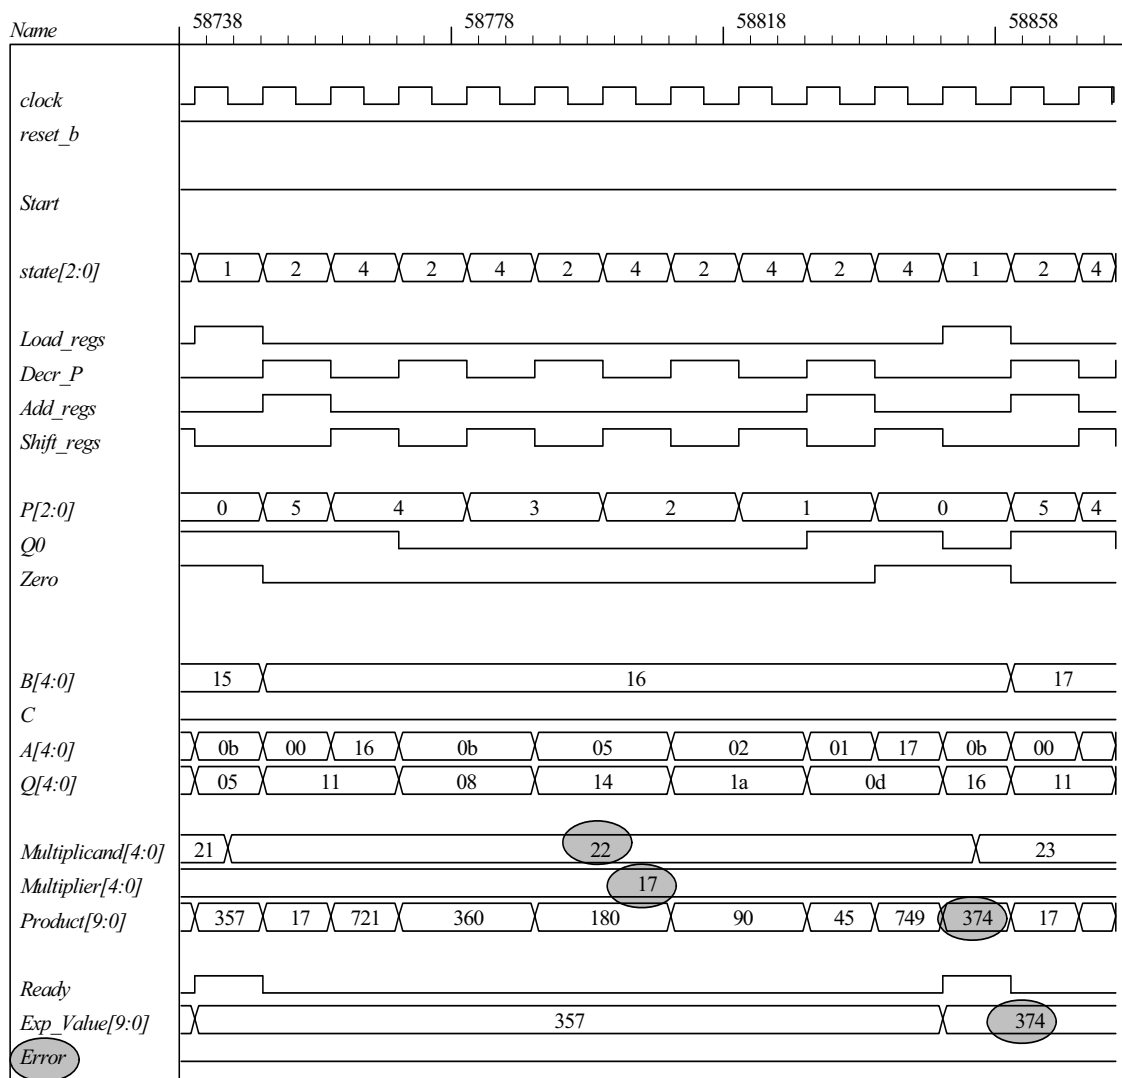 Name 58738 58778 58818 58858
clock
reset_b
Start
state[2:0] 1 2 4 2 4 2 4 2 4 2 4 1 2 4
Load_regs
Decr_P
Add_regs
Shift_regs
P[2:0] 0 5 4 3 2 1 0 5 4
Q0
Zero
B[4:0] 15 16 17
C
A[4:0] 0b 00 16 0b 05 02 01 17 0b 00
Q[4:0] 05 11 08 14 1a 0d 16 11
Multiplicand[4:0] 21 22 23
Multiplier[4:0] 17
Product[9:0] 357 17 721 360 180 90 45 749 374 17
Ready
Exp_Value[9:0] 357 374
Error